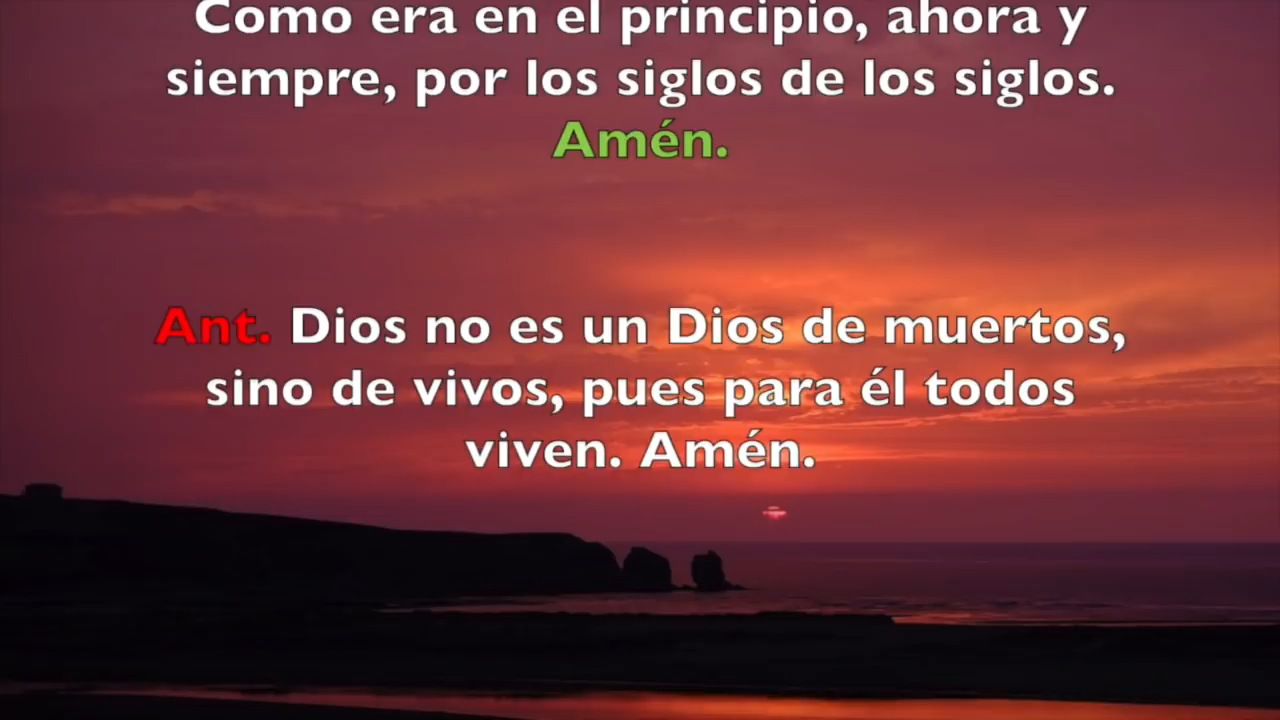 Como era en el principio, ahora y
siempre, por los siglos de los siglos.
Amén.
Ant. Dios no es un Dios de muertos,
sino de vivos, pues para él todos
viven. Amén.